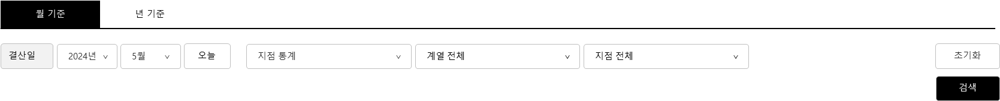 월 기준 년 기준
결산일 2024년 5월 오늘 지점 통계 계열 전체 지점 전체 초기화
검색